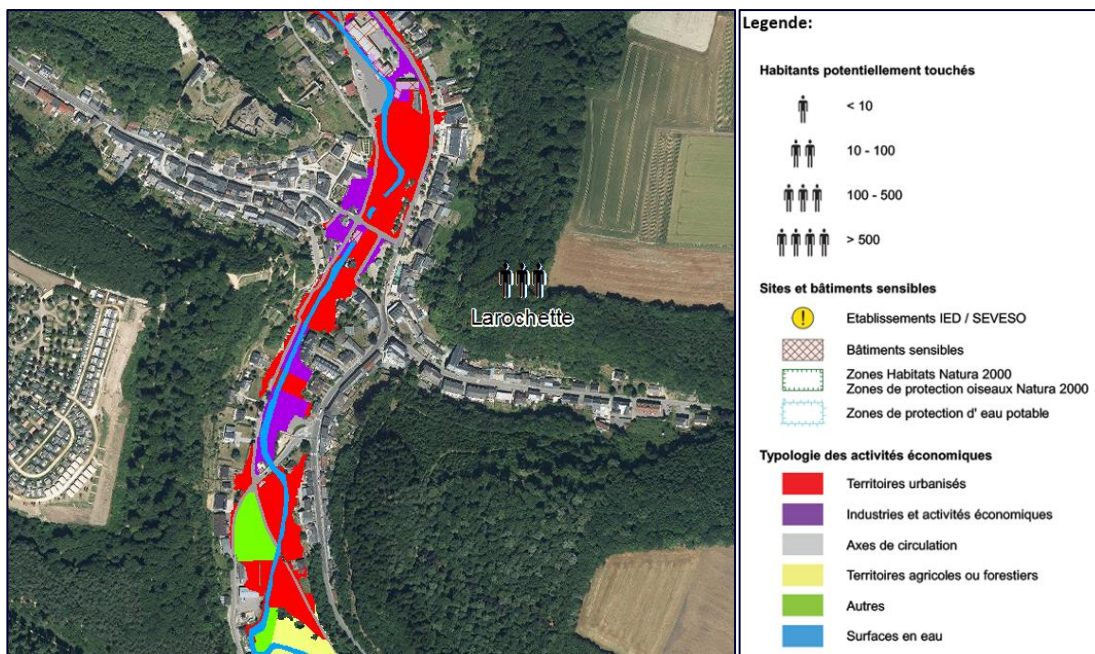 Larochette
Legende:
Habitants potentiellement touchés
< 10
10 - 100
100 - 500
> 500
Sites et bâtiments sensibles
!
Etablissements IED / SEVESO
Bâtiments sensibles
Zones Habitats Natura 2000
Zones de protection oiseaux Natura 2000
Zones de protection d' eau potable
Typologie des activités économiques
Territoires urbanisés
Industries et activités économiques
Axes de circulation
Territoires agricoles ou forestiers
Autres
Surfaces en eau